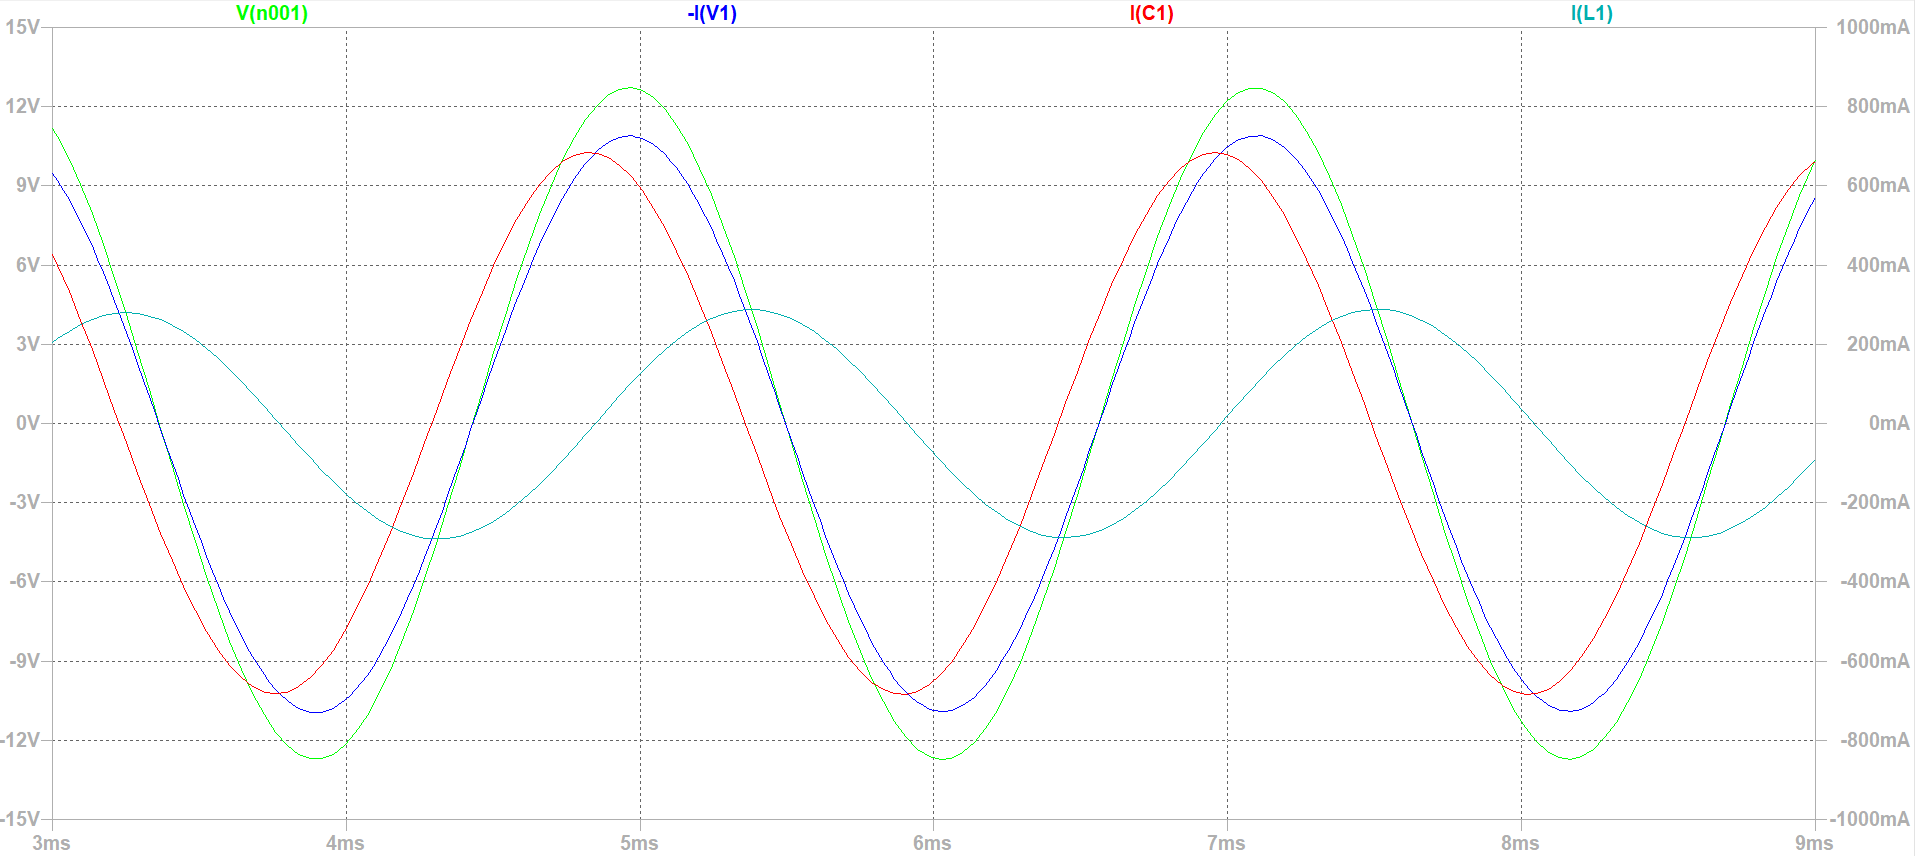 V(n001) -I(V1) I(C1) I(L1)
15V 1000mA
12V 800mA
9V 600mA
6V 400mA
3V 200mA
0V 0mA
-3V -200mA
-6V -400mA
-9V -600mA
-12V -800mA
-15V -1000mA
3ms 4ms 5ms 6ms 7ms 8ms 9ms